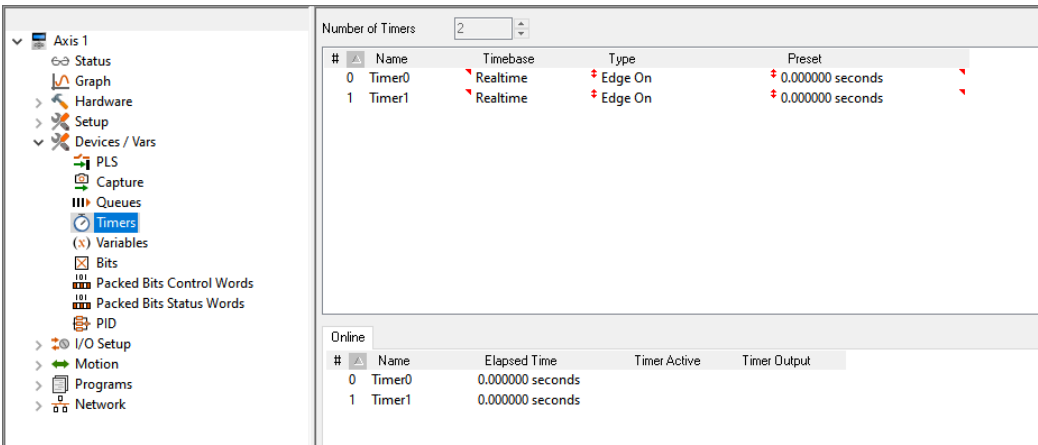 Axis 1
Status
Graph
Hardware
Setup
Devices / Vars
PLS
Capture
Queues
Timers
(x) Variables
Bits
Packed Bits Control Words
Packed Bits Status Words
PID
I/O Setup
Motion
Programs
Network
Number of Timers 2
# Name Timebase Type Preset
0 Timer0 Realtime Edge On 0.000000 seconds
1 Timer1 Realtime Edge On 0.000000 seconds
Online
# Name Elapsed Time Timer Active Timer Output
0 Timer0 0.000000 seconds
1 Timer1 0.000000 seconds